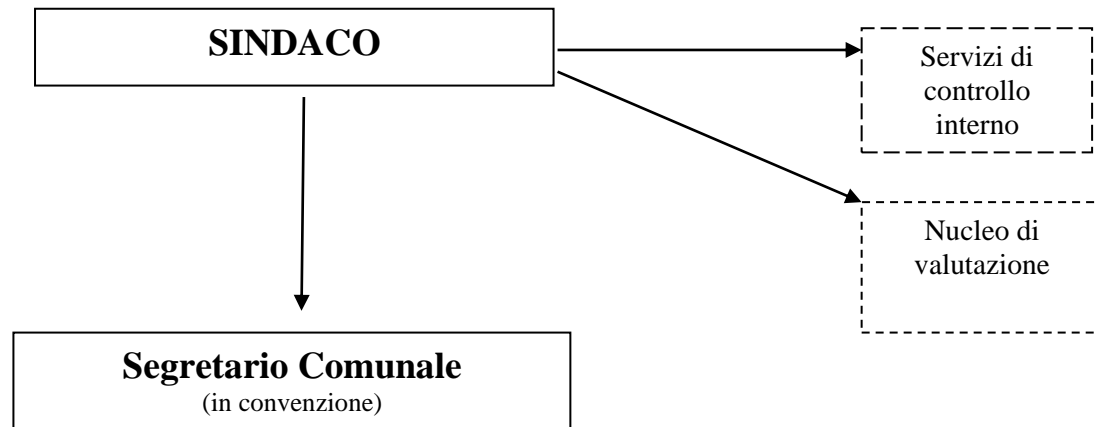 SINDACO
Servizi di
controllo
interno
Nucleo di
valutazione
Segretario Comunale
(in convenzione)